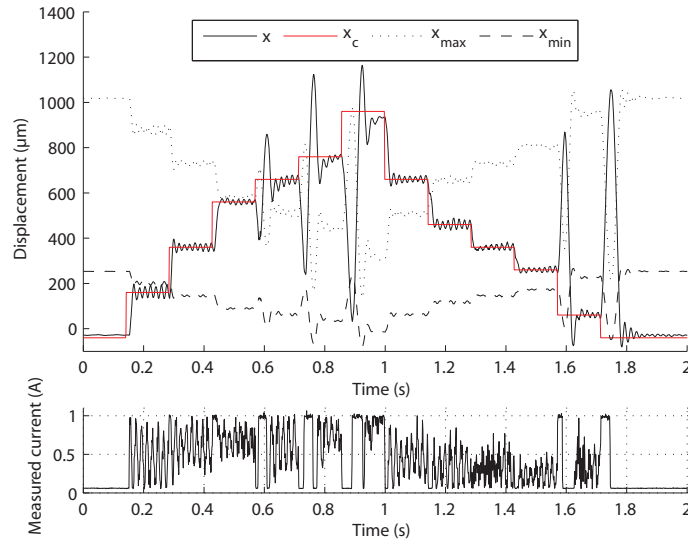 1400
1200
1000
800
600
400
200
0
Displacement (μm)
x x_c x_max x_min
0 0.2 0.4 0.6 0.8 1 1.2 1.4 1.6 1.8 2
Time (s)
1
0.5
0
Measured current (A)
0 0.2 0.4 0.6 0.8 1 1.2 1.4 1.6 1.8 2
Time (s)